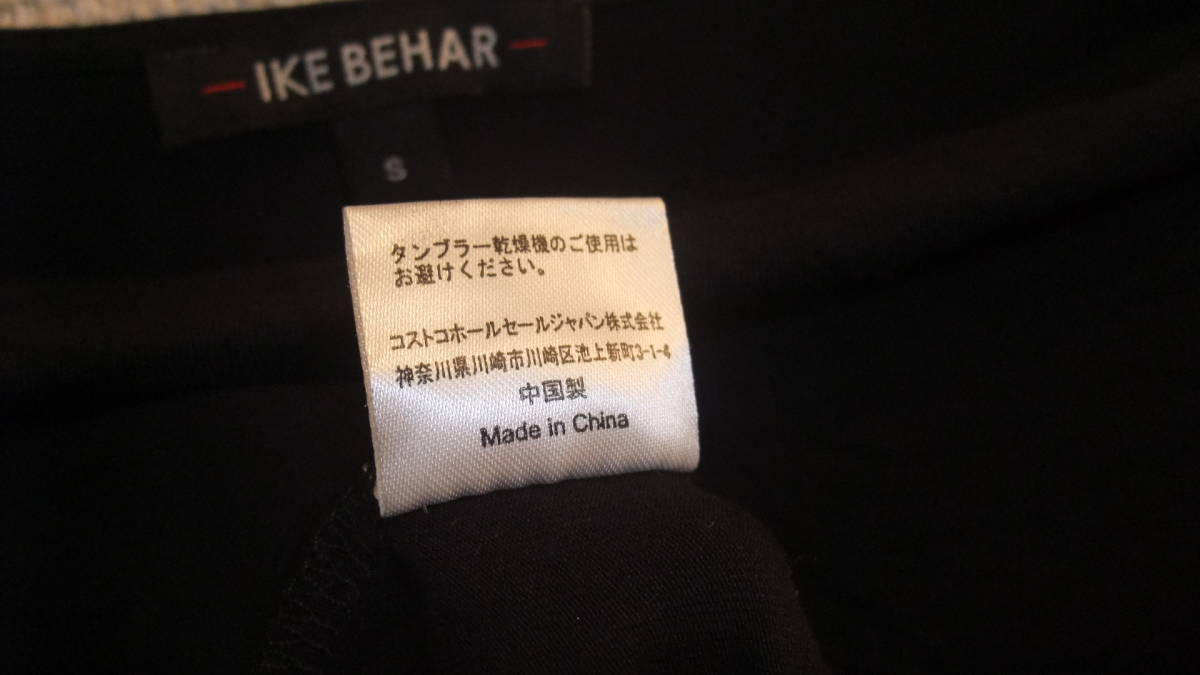 IKE BEHAR
S
タンブラー乾燥機のご使用は
お避けください。
コストコホールセールジャパン株式会社
神奈川県川崎市川崎区池上新町3-1-4
中国製
Made in China